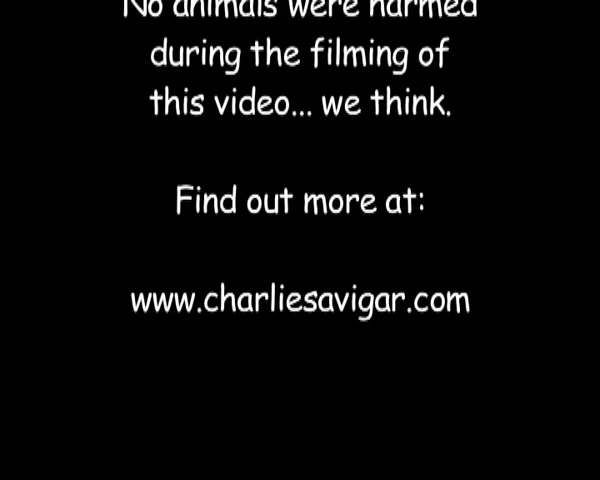 No animals were harmed
during the filming of
this video... we think.
Find out more at:
www.charliesavigar.com